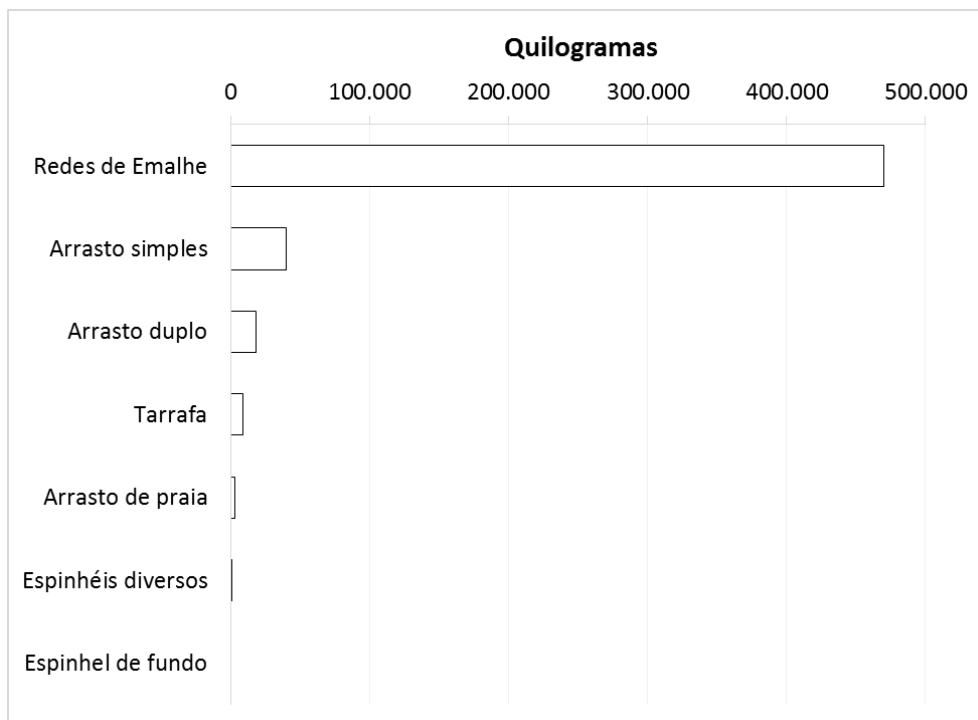 Quilogramas
0 100.000 200.000 300.000 400.000 500.000
Redes de Emalhe
Arrasto simples
Arrasto duplo
Tarrafa
Arrasto de praia
Espinhéis diversos
Espinhel de fundo